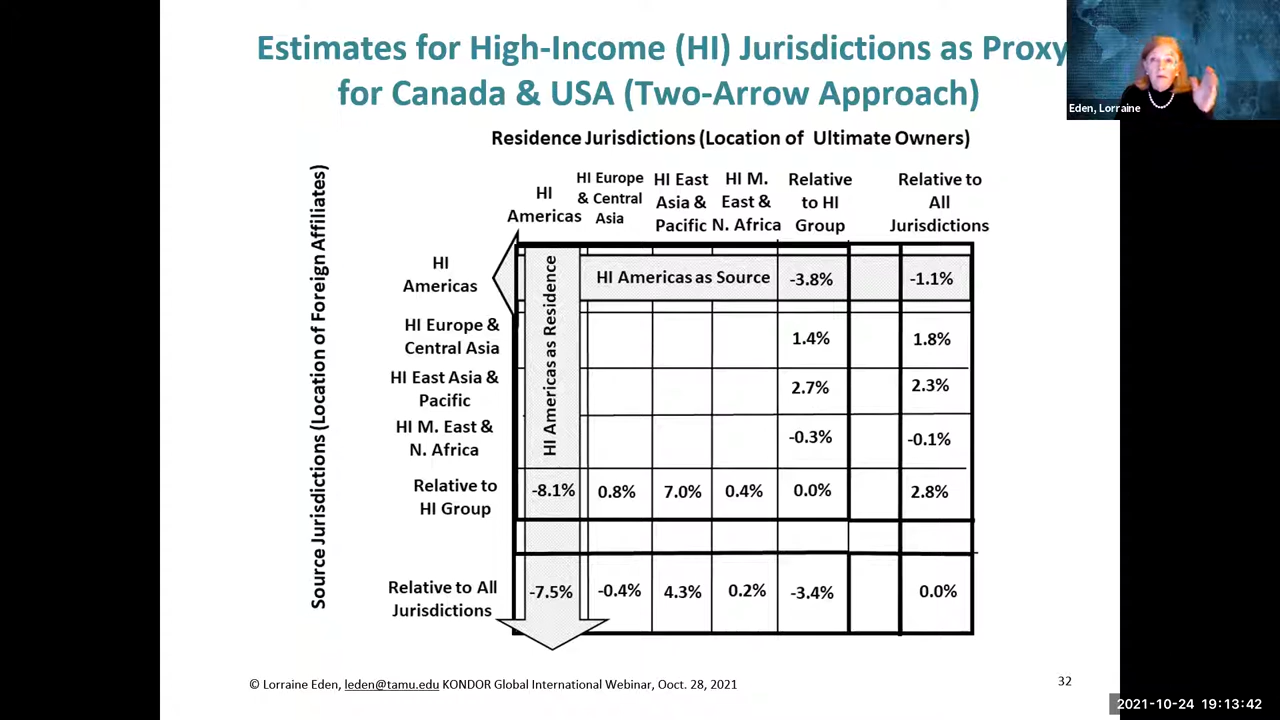 Estimates for High-Income (HI) Jurisdictions as Proxy
for Canada & USA (Two-Arrow Approach)
Eden, Lorraine
Residence Jurisdictions (Location of Ultimate Owners)
Source Jurisdictions (Location of Foreign Affiliates)
HI
Americas
HI Europe
& Central
Asia
HI East
Asia &
Pacific
HI M.
East &
N. Africa
Relative
to HI
Group
Relative to
All
Jurisdictions
HI
Americas
HI Americas as Source
-3.8%
-1.1%
HI Americas as Residence
HI Europe &
Central Asia
1.4%
1.8%
HI East Asia &
Pacific
2.7%
2.3%
HI M. East &
N. Africa
-0.3%
-0.1%
Relative to
HI Group
-8.1%
0.8%
7.0%
0.4%
0.0%
2.8%
Relative to All
Jurisdictions
-7.5%
-0.4%
4.3%
0.2%
-3.4%
0.0%
© Lorraine Eden, leden@tamu.edu KONDOR Global International Webinar, Ooct. 28, 2021
32
2021-10-24 19:13:42